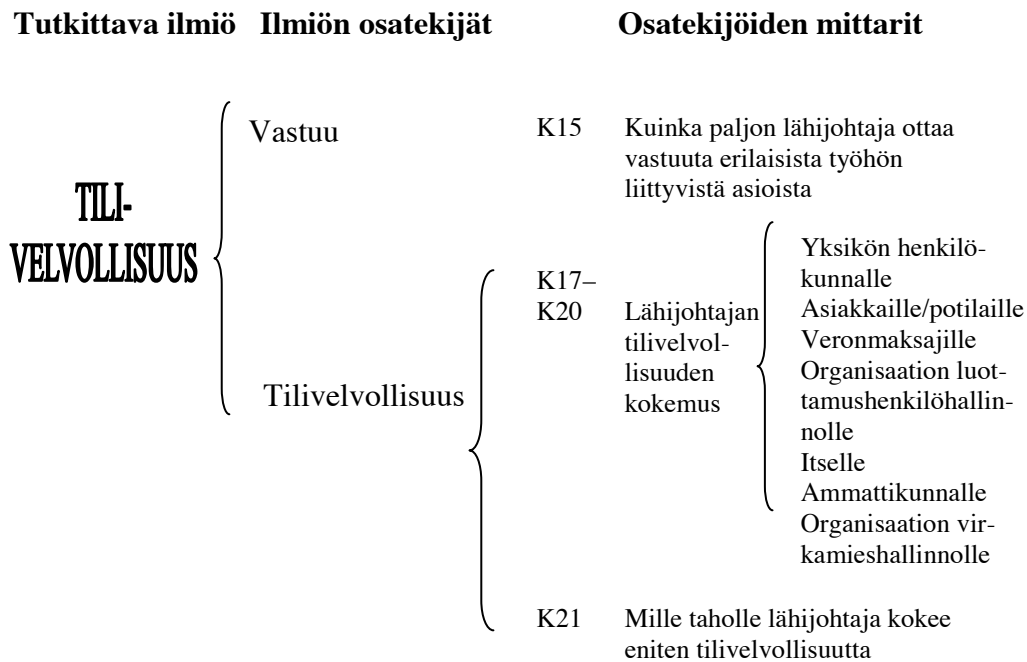 Tutkittava ilmiö Ilmiön osatekijät Osatekijöiden mittarit
TILI-
VELVOLLISUUS
Vastuu
K15 Kuinka paljon lähijohtaja ottaa
vastuuta erilaisista työhön
liittyvistä asioista
Tilivelvollisuus
K17–
K20 Lähijohtajan
tilivelvol-
lisuuden
kokemus
Yksikön henkilö-
kunnalle
Asiakkaille/potilaille
Veronmaksajille
Organisaation luot-
tamushenkilöhallin-
nolle
Itselle
Ammattikunnalle
Organisaation vir-
kamieshallinnolle
K21 Mille taholle lähijohtaja kokee
eniten tilivelvollisuutta